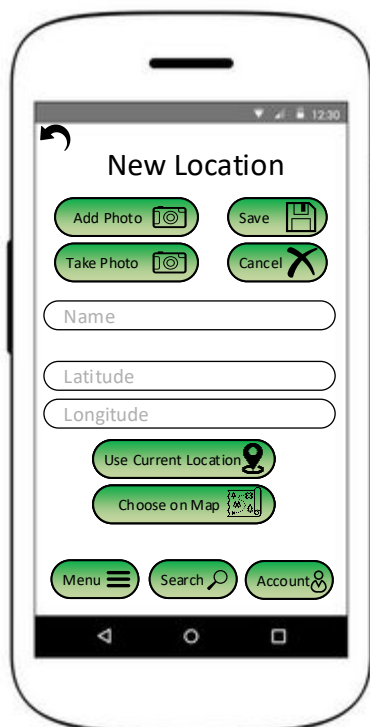 12:30
New Location
Add Photo Save
Take Photo Cancel
Name
Latitude
Longitude
Use Current Location
Choose on Map
Menu Search Account